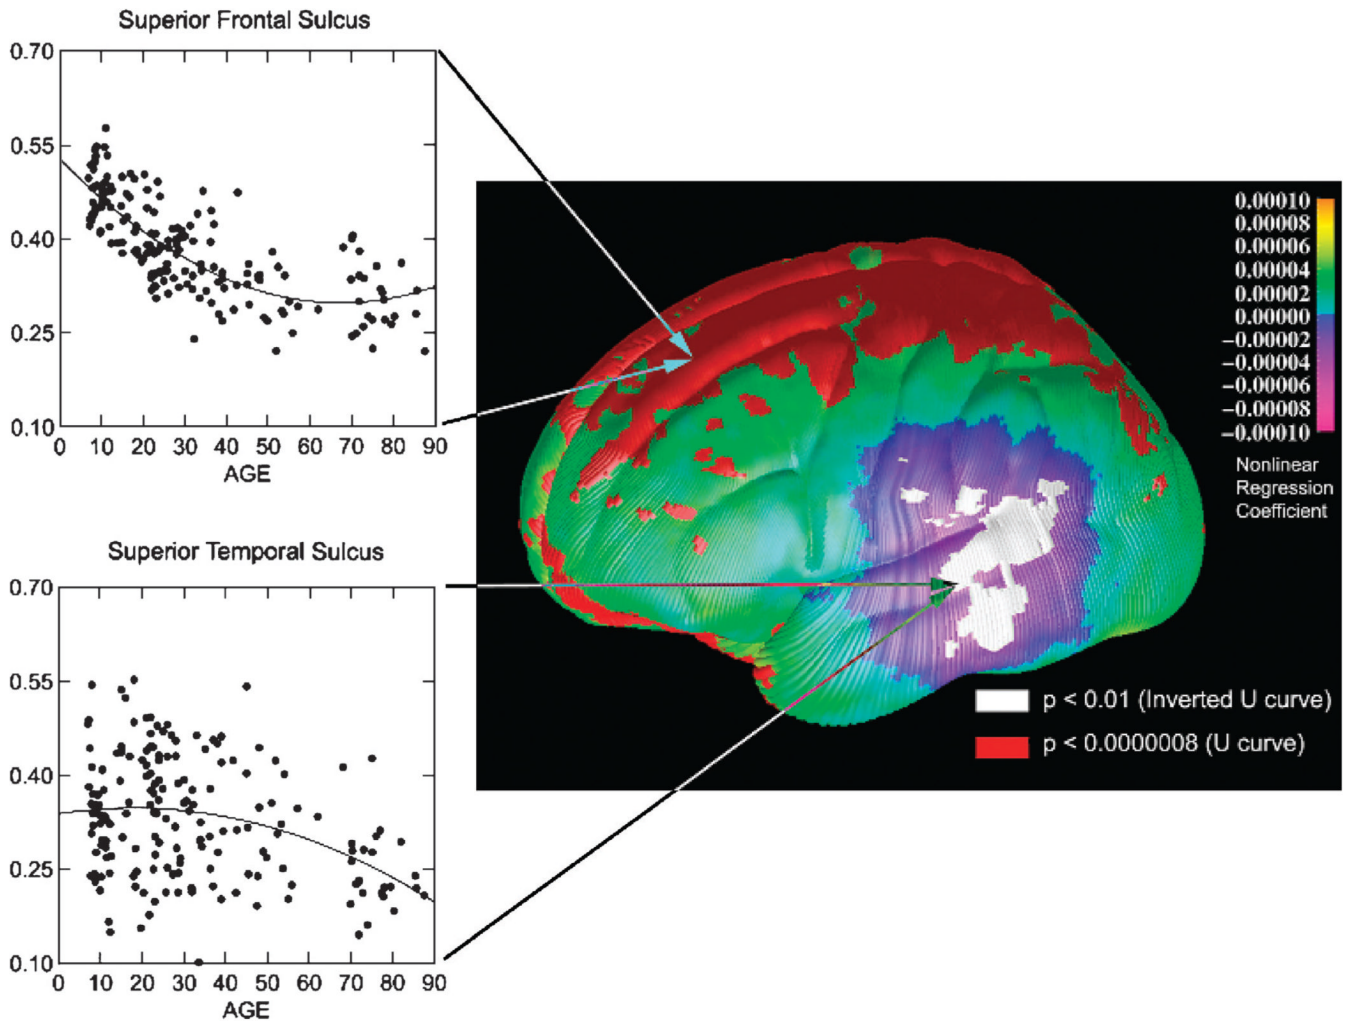 Superior Frontal Sulcus
0.70
0.55
0.40
0.25
0.10
0 10 20 30 40 50 60 70 80 90
AGE
Superior Temporal Sulcus
0.70
0.55
0.40
0.25
0.10
0 10 20 30 40 50 60 70 80 90
AGE
0.00010
0.00008
0.00006
0.00004
0.00002
0.00000
−0.00002
−0.00004
−0.00006
−0.00008
−0.00010
Nonlinear
Regression
Coefficient
p < 0.01 (Inverted U curve)
p < 0.0000008 (U curve)